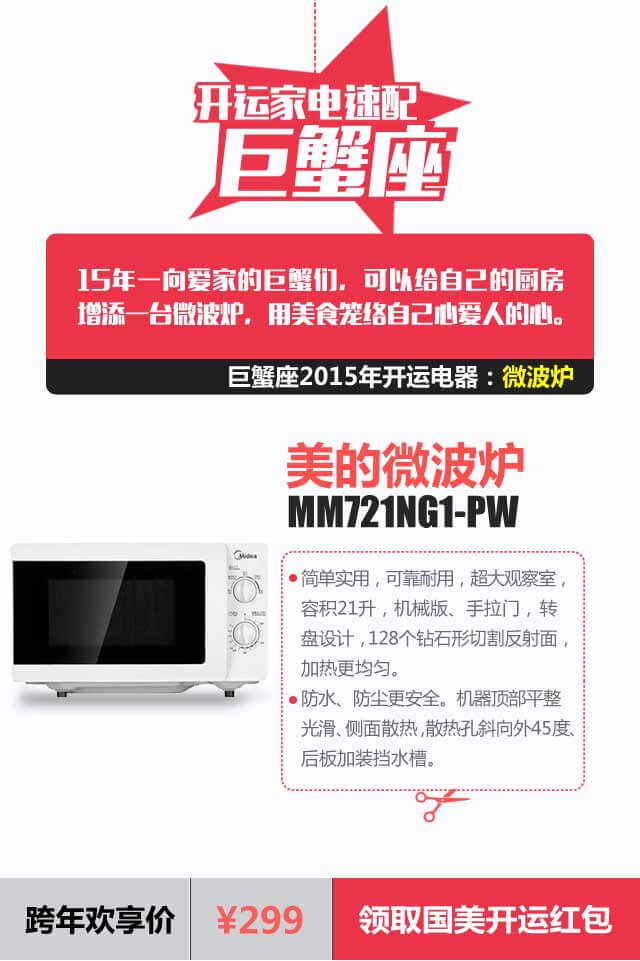 开运家电速配
巨蟹座
15年一向爱家的巨蟹们，可以给自己的厨房
增添一台微波炉，用美食笼络自己心爱人的心。
巨蟹座2015年开运电器：微波炉
美的微波炉
MM721NG1-PW
Midea
简单实用，可靠耐用，超大观察室，
容积21升，机械版、手拉门，转
盘设计，128个钻石形切割反射面，
加热更均匀。
防水、防尘更安全。机器顶部平整
光滑、侧面散热，散热孔斜向外45度、
后板加装挡水槽。
跨年欢享价
¥299
领取国美开运红包